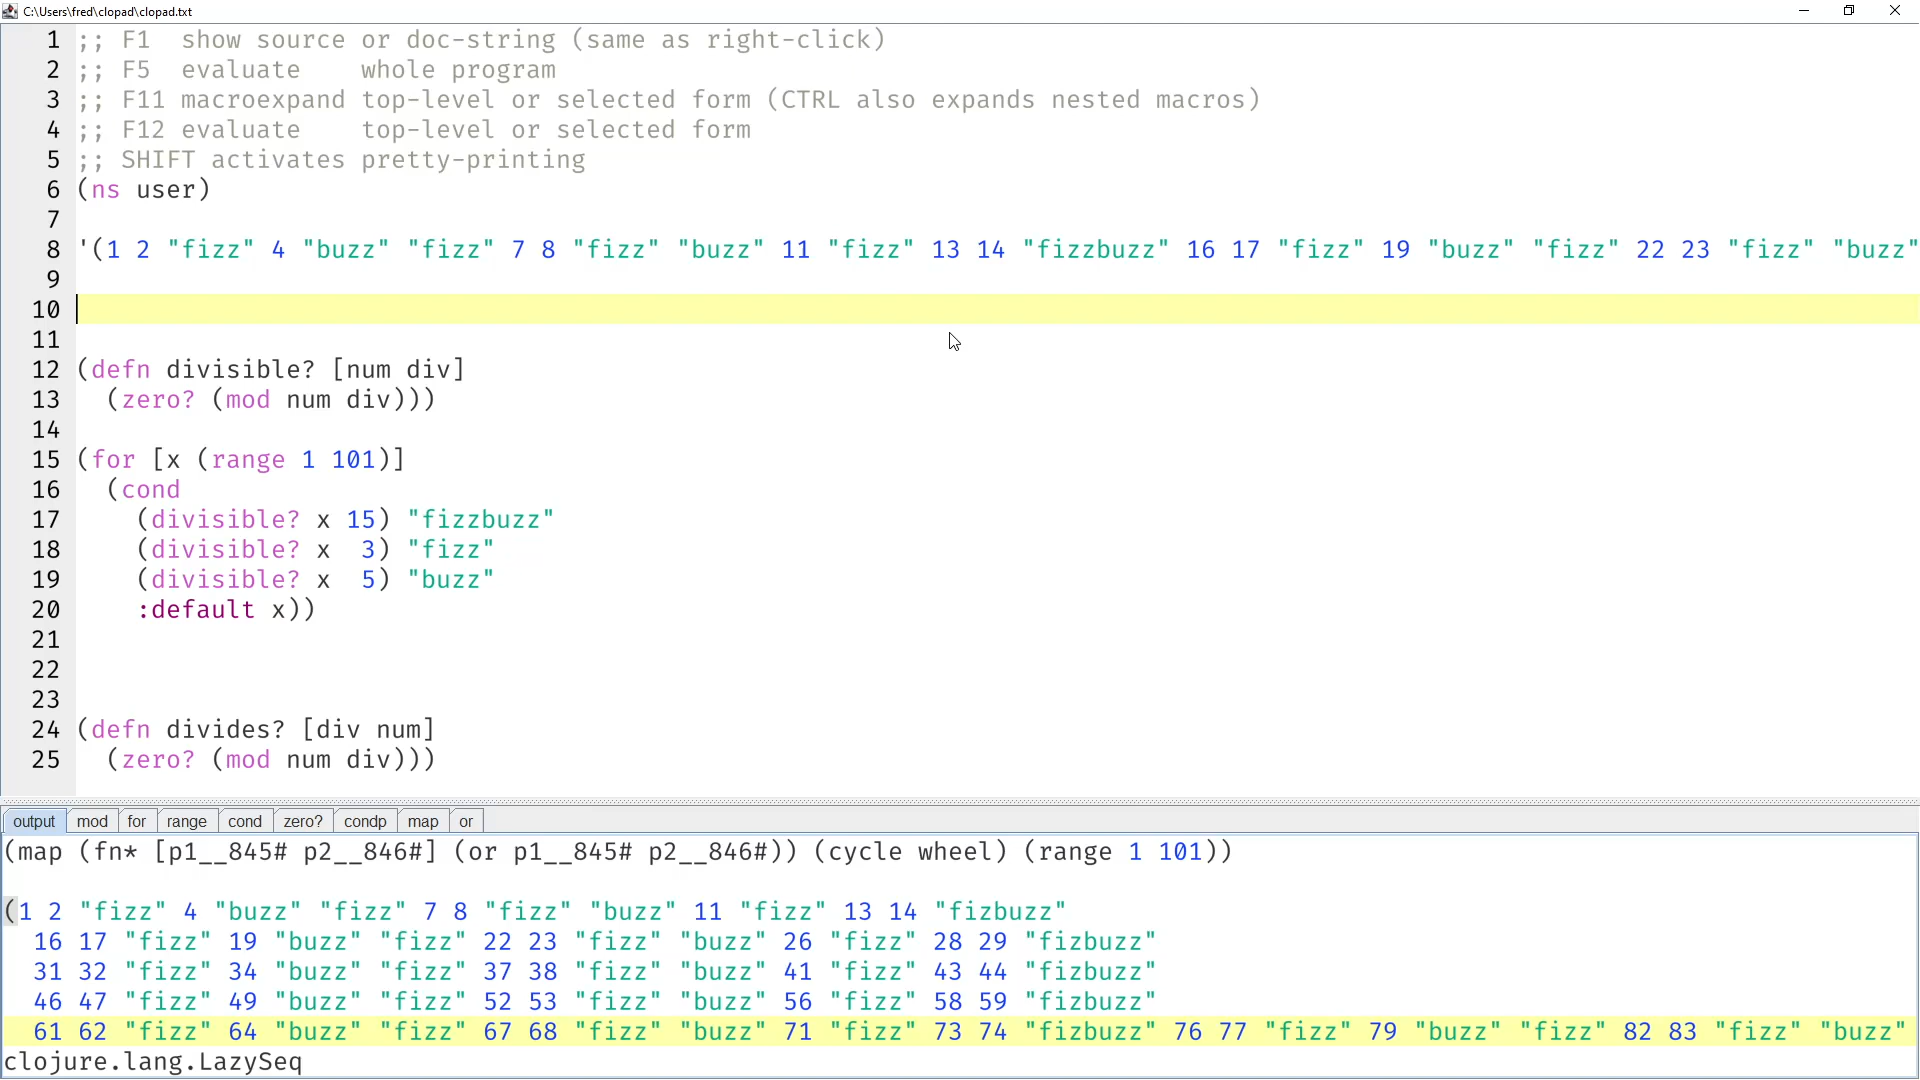 C:\Users\fred\clopad\clopad.txt
1 ;; F1  show source or doc-string (same as right-click)
2 ;; F5  evaluate    whole program
3 ;; F11 macroexpand top-level or selected form (CTRL also expands nested macros)
4 ;; F12 evaluate    top-level or selected form
5 ;; SHIFT activates pretty-printing
6 (ns user)
7
8 '(1 2 "fizz" 4 "buzz" "fizz" 7 8 "fizz" "buzz" 11 "fizz" 13 14 "fizzbuzz" 16 17 "fizz" 19 "buzz" "fizz" 22 23 "fizz" "buzz"
9
10
11
12 (defn divisible? [num div]
13   (zero? (mod num div)))
14
15 (for [x (range 1 101)]
16   (cond
17     (divisible? x 15) "fizzbuzz"
18     (divisible? x  3) "fizz"
19     (divisible? x  5) "buzz"
20     :default x))
21
22
23
24 (defn divides? [div num]
25   (zero? (mod num div)))
output mod for range cond zero? condp map or
(map (fn* [p1__845# p2__846#] (or p1__845# p2__846#)) (cycle wheel) (range 1 101))
(1 2 "fizz" 4 "buzz" "fizz" 7 8 "fizz" "buzz" 11 "fizz" 13 14 "fizbuzz"
16 17 "fizz" 19 "buzz" "fizz" 22 23 "fizz" "buzz" 26 "fizz" 28 29 "fizbuzz"
31 32 "fizz" 34 "buzz" "fizz" 37 38 "fizz" "buzz" 41 "fizz" 43 44 "fizbuzz"
46 47 "fizz" 49 "buzz" "fizz" 52 53 "fizz" "buzz" 56 "fizz" 58 59 "fizbuzz"
61 62 "fizz" 64 "buzz" "fizz" 67 68 "fizz" "buzz" 71 "fizz" 73 74 "fizbuzz" 76 77 "fizz" 79 "buzz" "fizz" 82 83 "fizz" "buzz"
clojure.lang.LazySeq